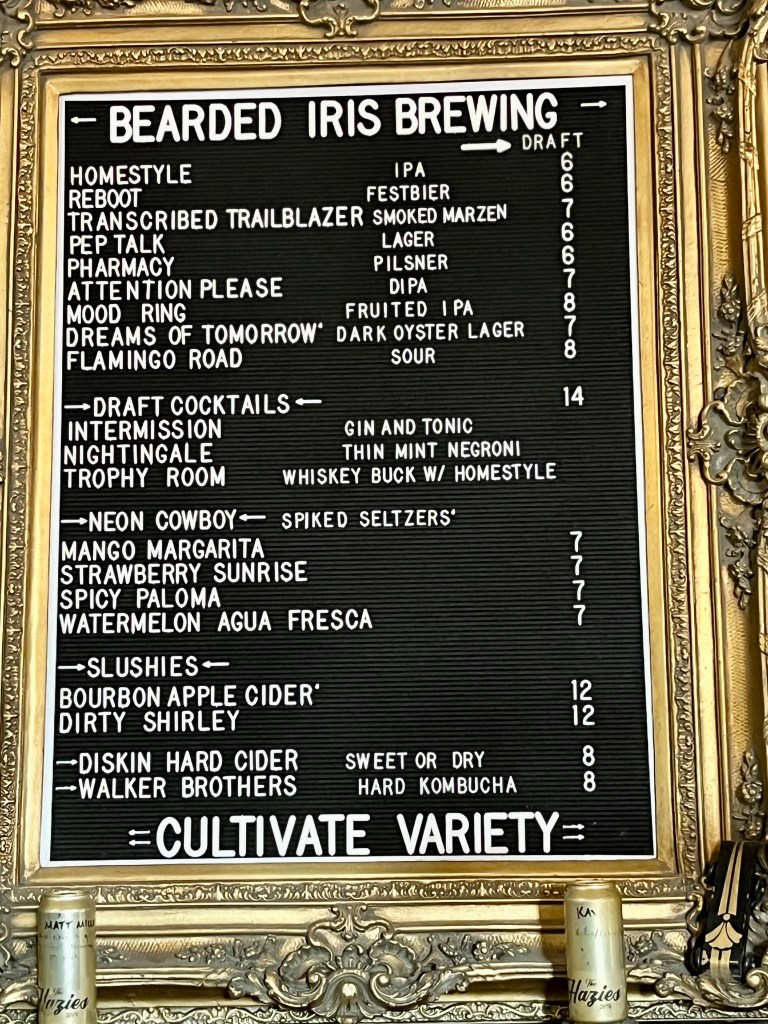 ← BEARDED IRIS BREWING →
→ DRAFT
HOMESTYLE IPA 6
REBOOT FESTBIER 6
TRANSCRIBED TRAILBLAZER SMOKED MARZEN 7
PEP TALK LAGER 6
PHARMACY PILSNER 6
ATTENTION PLEASE DIPA 7
MOOD RING FRUITED IPA 8
DREAMS OF TOMORROW' DARK OYSTER LAGER 7
FLAMINGO ROAD SOUR 8
→DRAFT COCKTAILS← 14
INTERMISSION GIN AND TONIC
NIGHTINGALE THIN MINT NEGRONI
TROPHY ROOM WHISKEY BUCK W/ HOMESTYLE
→NEON COWBOY← SPIKED SELTZERS'
MANGO MARGARITA 7
STRAWBERRY SUNRISE 7
SPICY PALOMA 7
WATERMELON AGUA FRESCA 7
→SLUSHIES←
BOURBON APPLE CIDER' 12
DIRTY SHIRLEY 12
→DISKIN HARD CIDER SWEET OR DRY 8
→WALKER BROTHERS HARD KOMBUCHA 8
CULTIVATE VARIETY
MATT
The Hazies
The Hazies